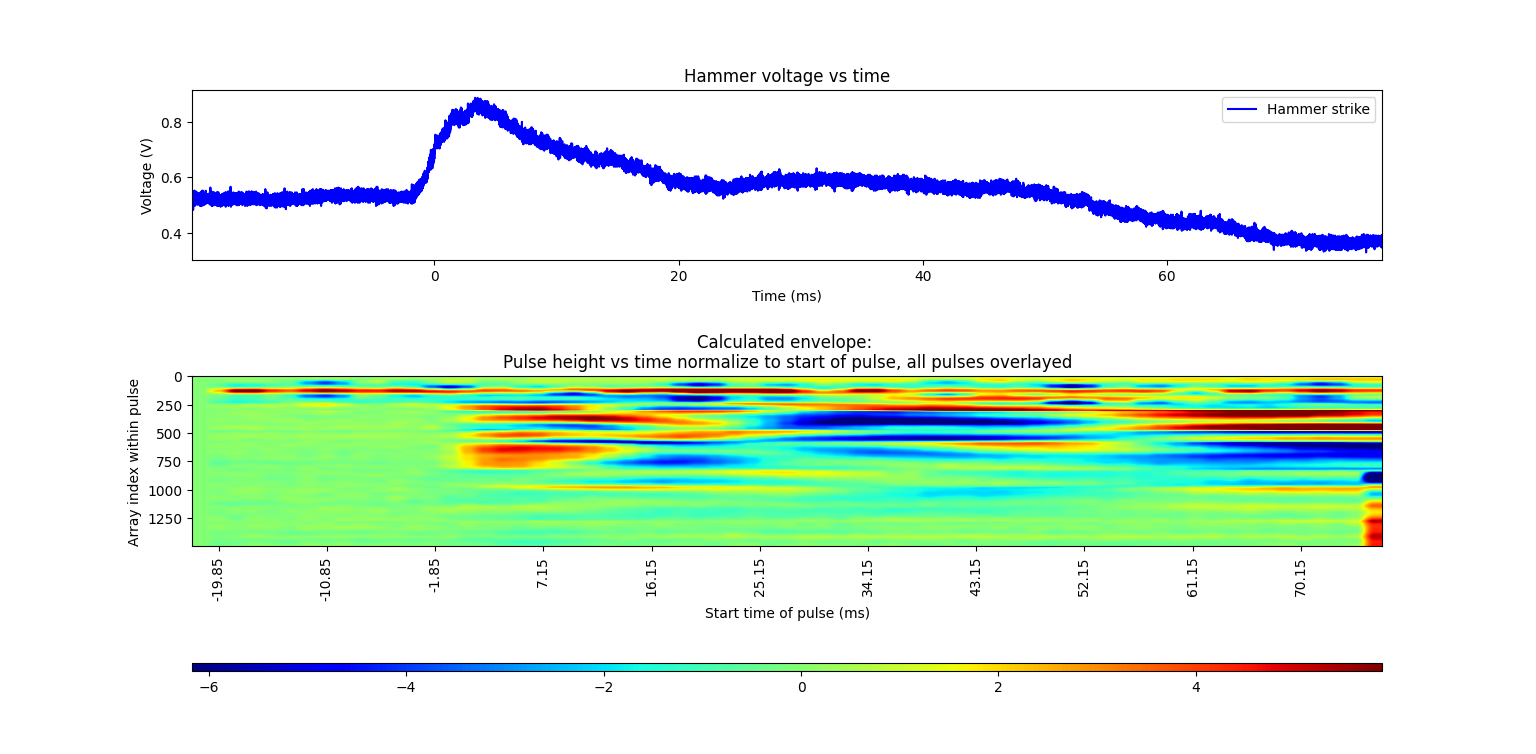 Hammer voltage vs time
Hammer strike
Voltage (V)
0.8
0.6
0.4
0 20 40 60
Time (ms)
Calculated envelope:
Pulse height vs time normalize to start of pulse, all pulses overlayed
Array index within pulse
0
250
500
750
1000
1250
-19.85 -10.85 -1.85 7.15 16.15 25.15 34.15 43.15 52.15 61.15 70.15
Start time of pulse (ms)
−6 −4 −2 0 2 4